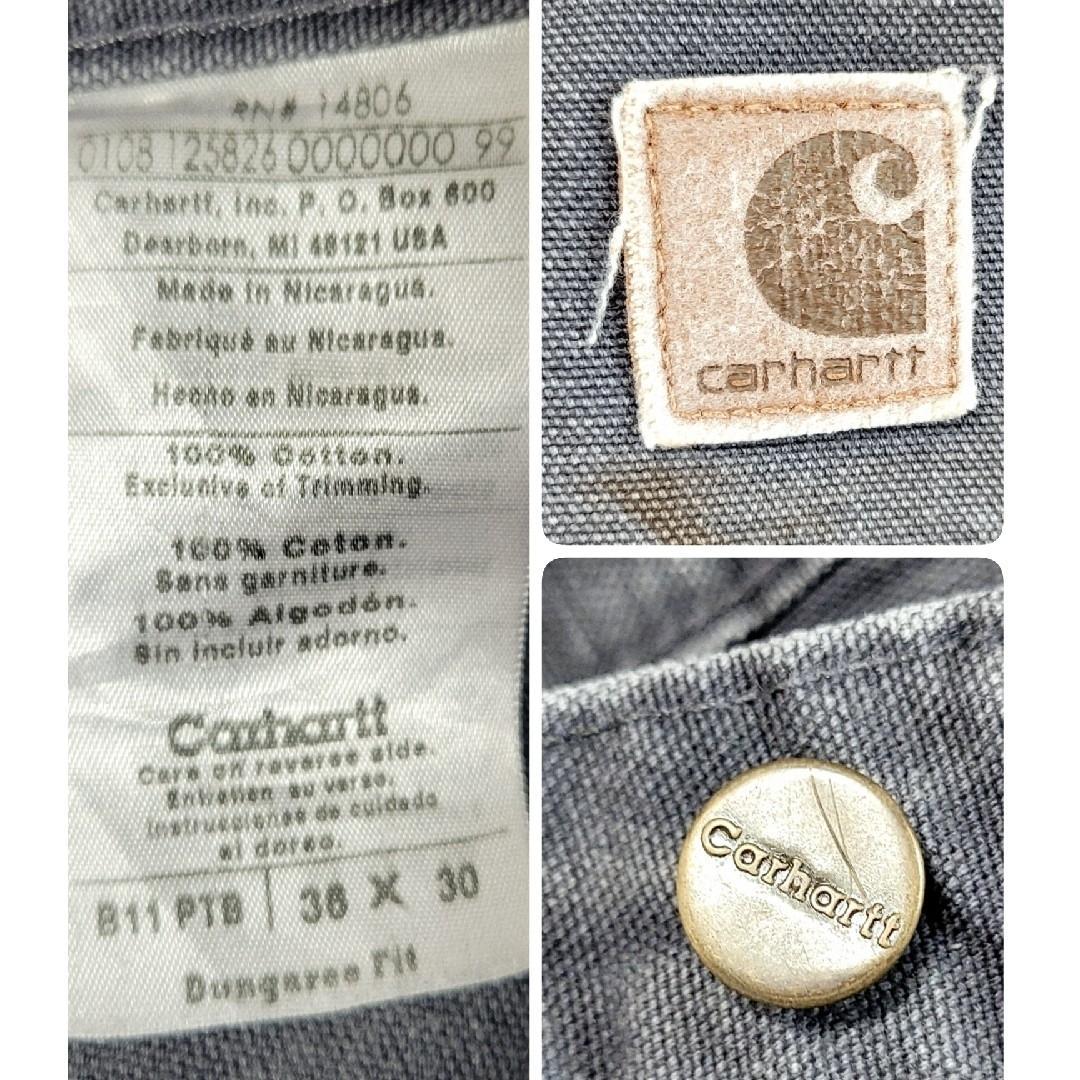 RN# 14806
0108 125826 0000000 99
Carhartt, Inc. P. O. Box 600
Dearborn, MI 48121 USA
Made in Nicaragua.
Fabriqué au Nicaragua.
Hecho en Nicaragua.
100% Cotton.
Exclusive of Trimming.
100% Coton.
Sans garniture.
100% Algodón.
Sin incluir adorno.
Carhartt
Care on reverse side.
Entretien au verso.
Instrucciones de cuidado
al dorso.
B11 PTB 36 X 30
Dungaree Fit
carhartt
Carhartt